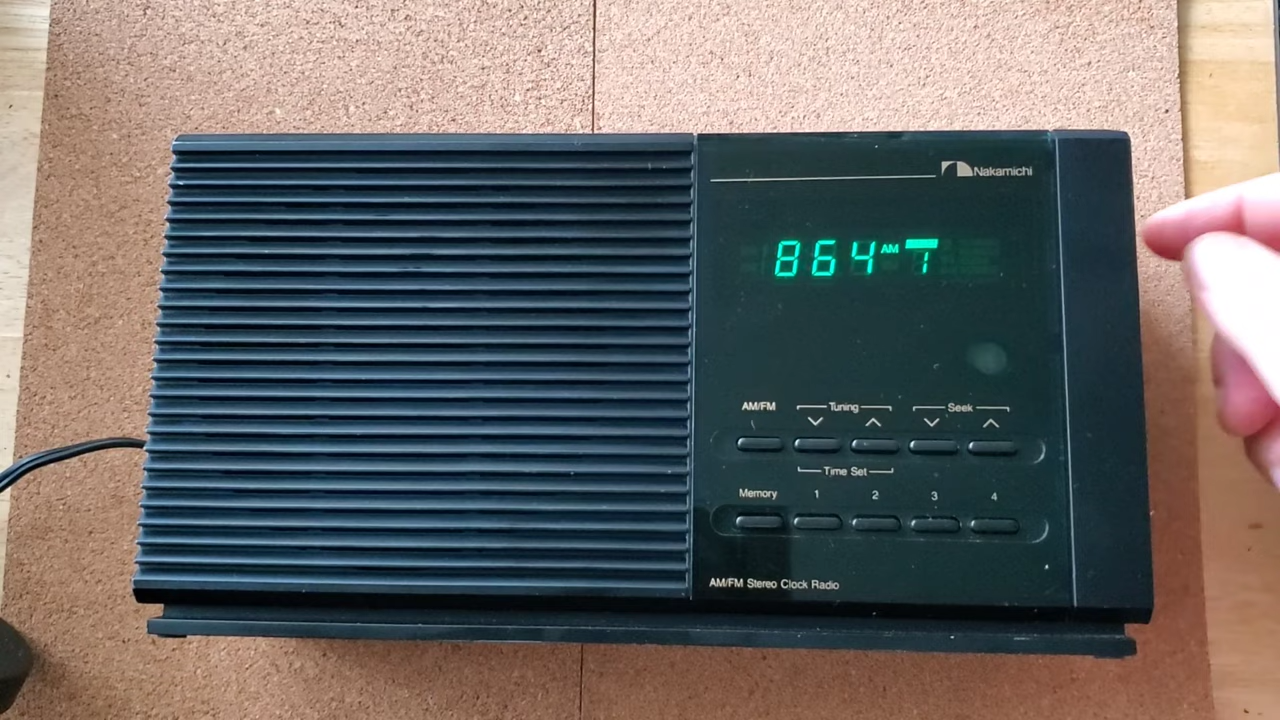 Nakamichi
864 AM 1
AM/FM Tuning Seek
Time Set
Memory 1 2 3 4
AM/FM Stereo Clock Radio